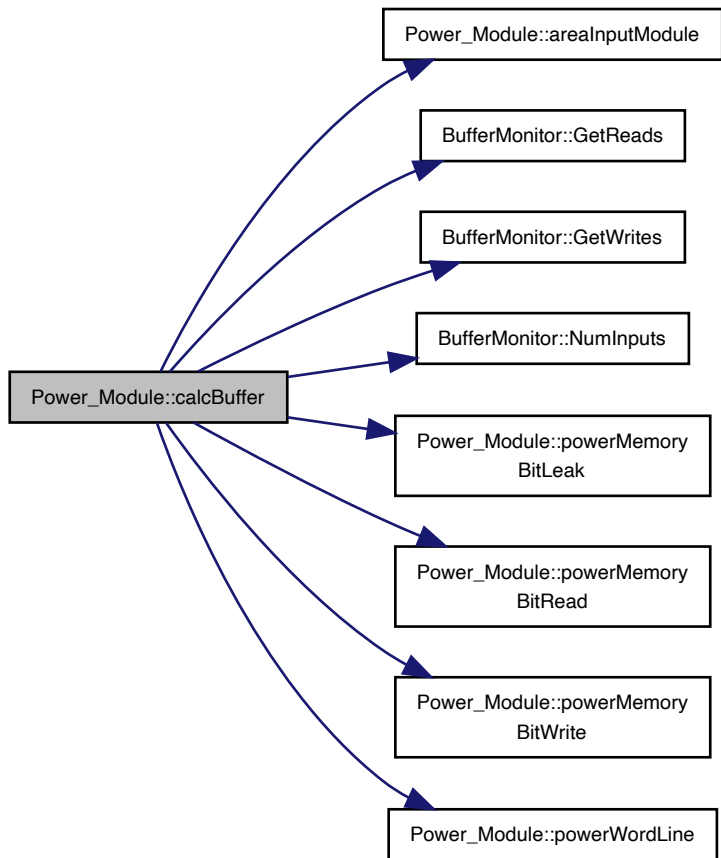 Power_Module::areaInputModule
BufferMonitor::GetReads
BufferMonitor::GetWrites
BufferMonitor::NumInputs
Power_Module::calcBuffer
Power_Module::powerMemory
BitLeak
Power_Module::powerMemory
BitRead
Power_Module::powerMemory
BitWrite
Power_Module::powerWordLine